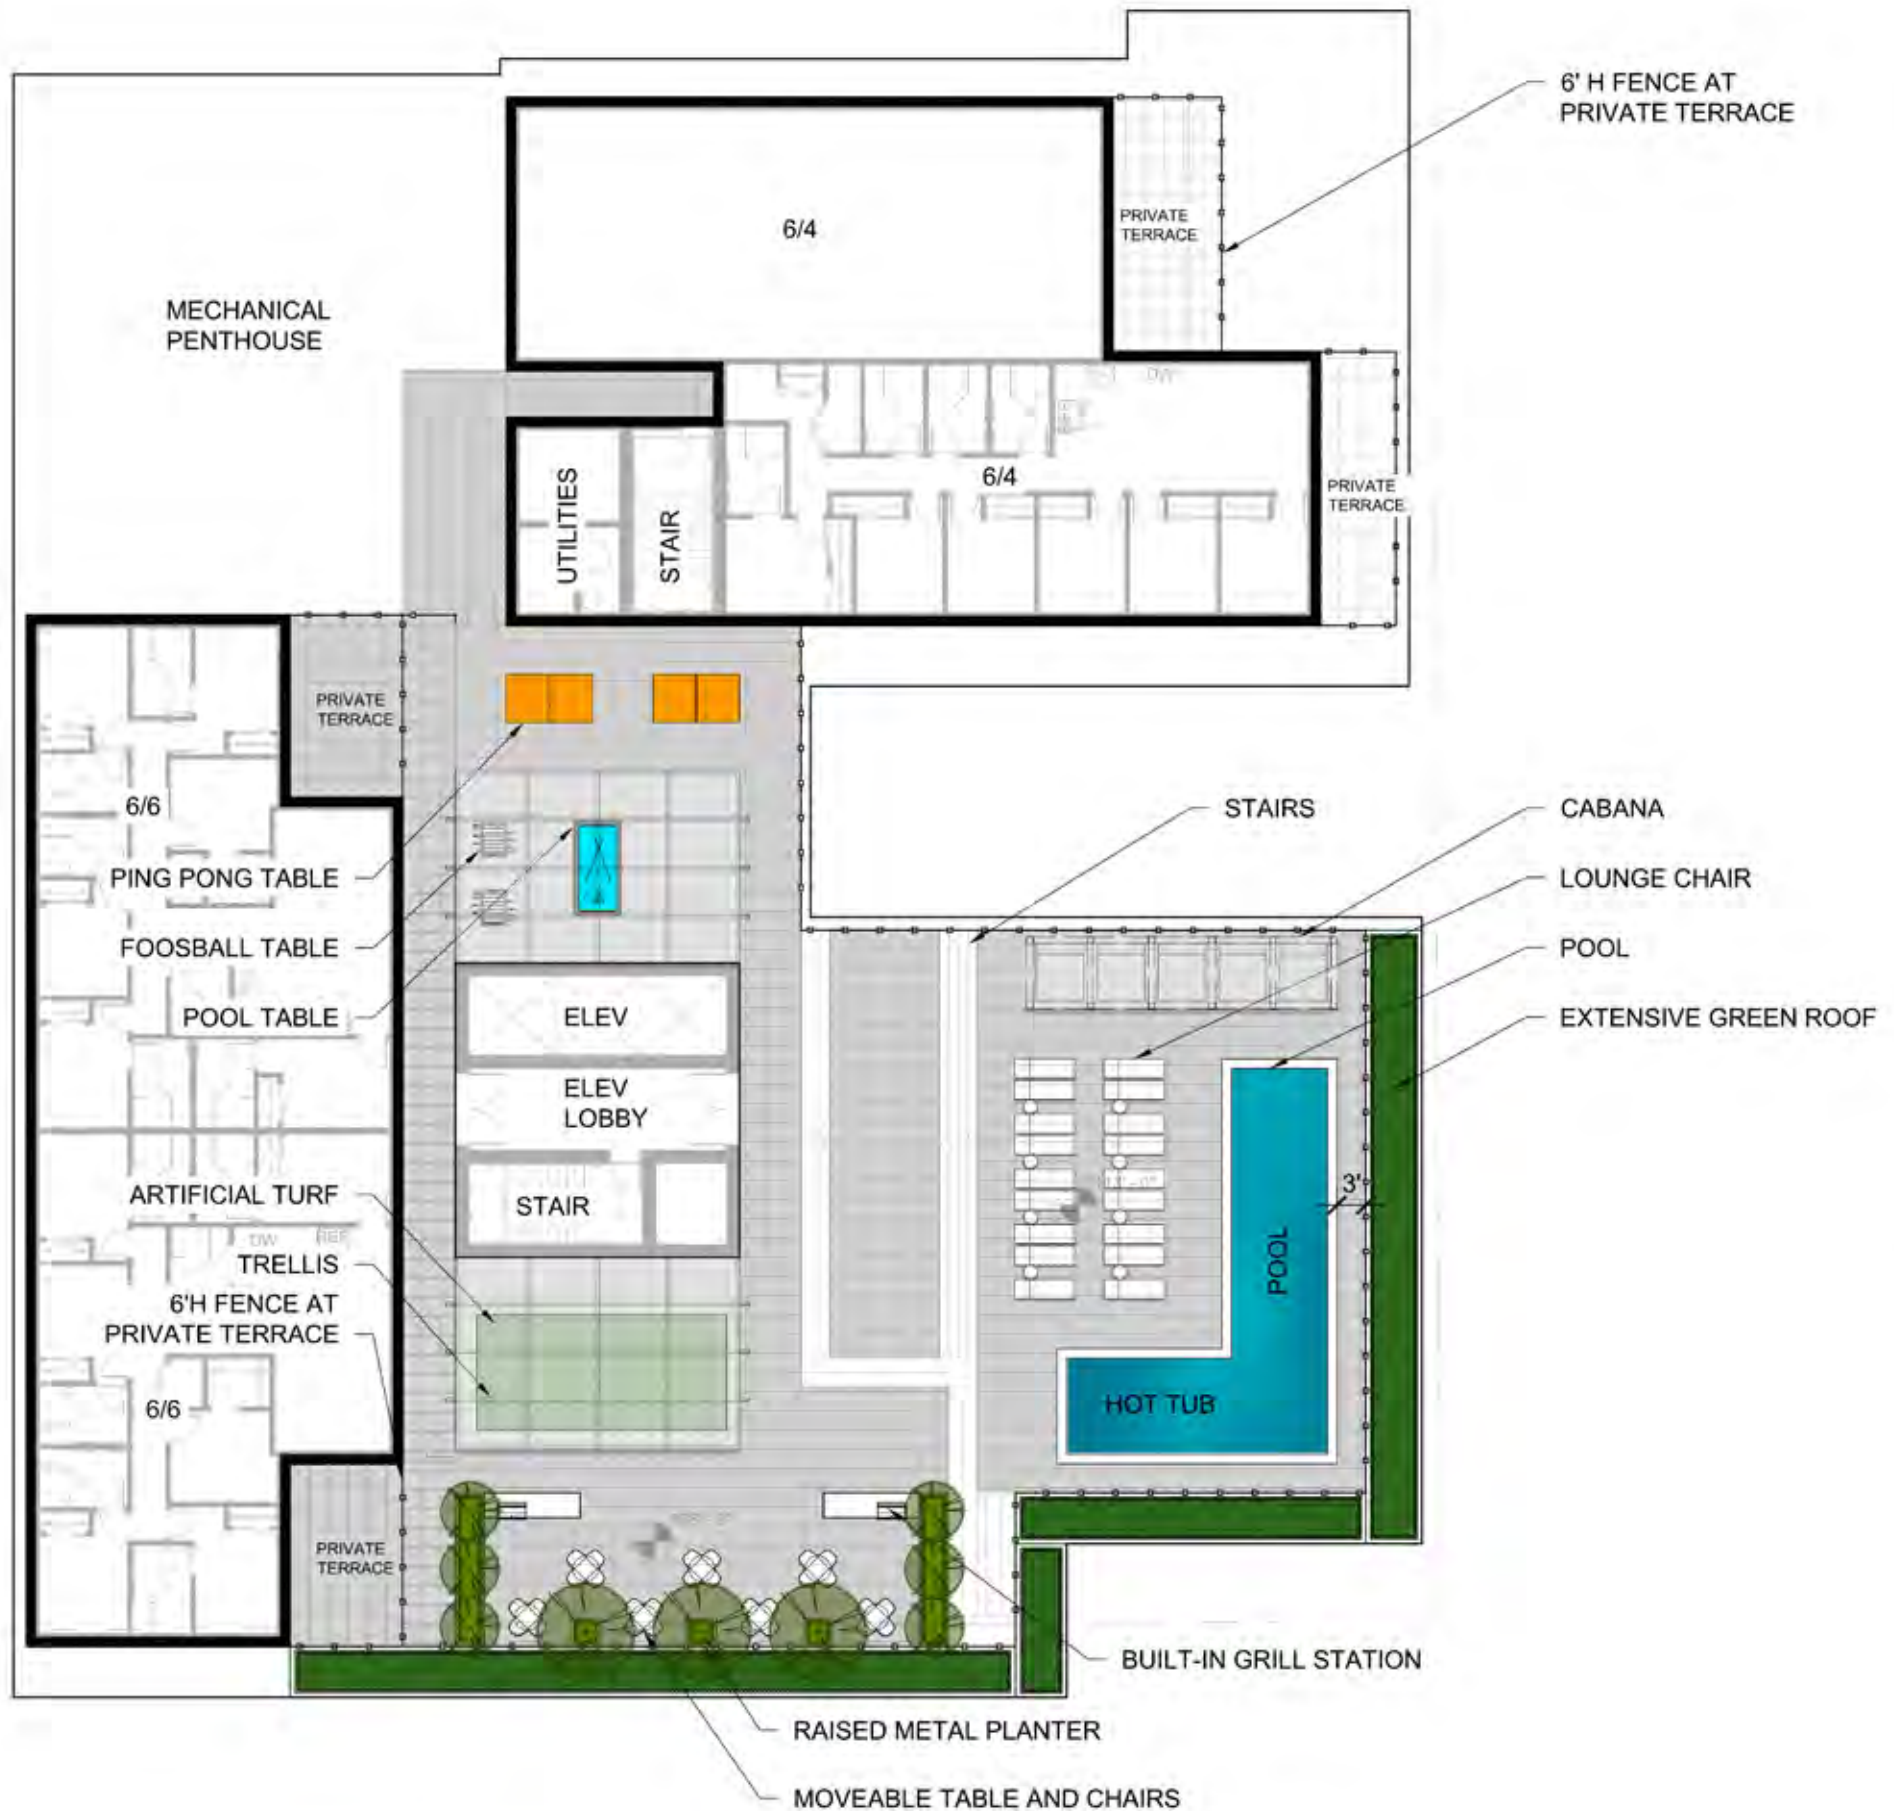 6' H FENCE AT
PRIVATE TERRACE
6/4
PRIVATE
TERRACE
MECHANICAL
PENTHOUSE
DW
UTILITIES
STAIR
6/4
PRIVATE
TERRACE
PRIVATE
TERRACE
6/6
STAIRS
CABANA
PING PONG TABLE
LOUNGE CHAIR
FOOSBALL TABLE
POOL
POOL TABLE
ELEV
EXTENSIVE GREEN ROOF
ELEV
LOBBY
ARTIFICIAL TURF
STAIR
3'
DW
REF
TRELLIS
POOL
6'H FENCE AT
PRIVATE TERRACE
6/6
HOT TUB
PRIVATE
TERRACE
BUILT-IN GRILL STATION
RAISED METAL PLANTER
MOVEABLE TABLE AND CHAIRS